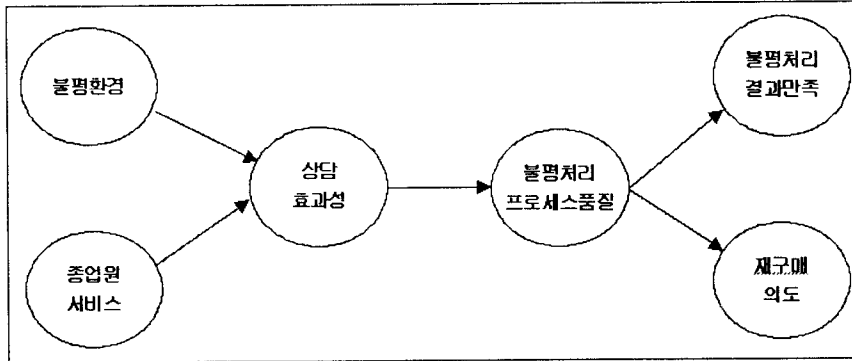 불평환경
종업원
서비스
상담
효과성
불평처리
프로세스품질
불평처리
결과만족
재구매
의도